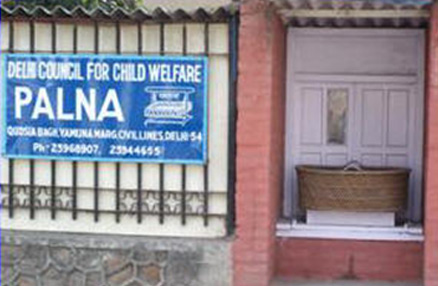 DELHI COUNCIL FOR CHILD WELFARE
PALNA
QUDSIA BAGH, YAMUNA MARG, CIVIL LINES, DELHI-54
Ph:-23968907, 23944655